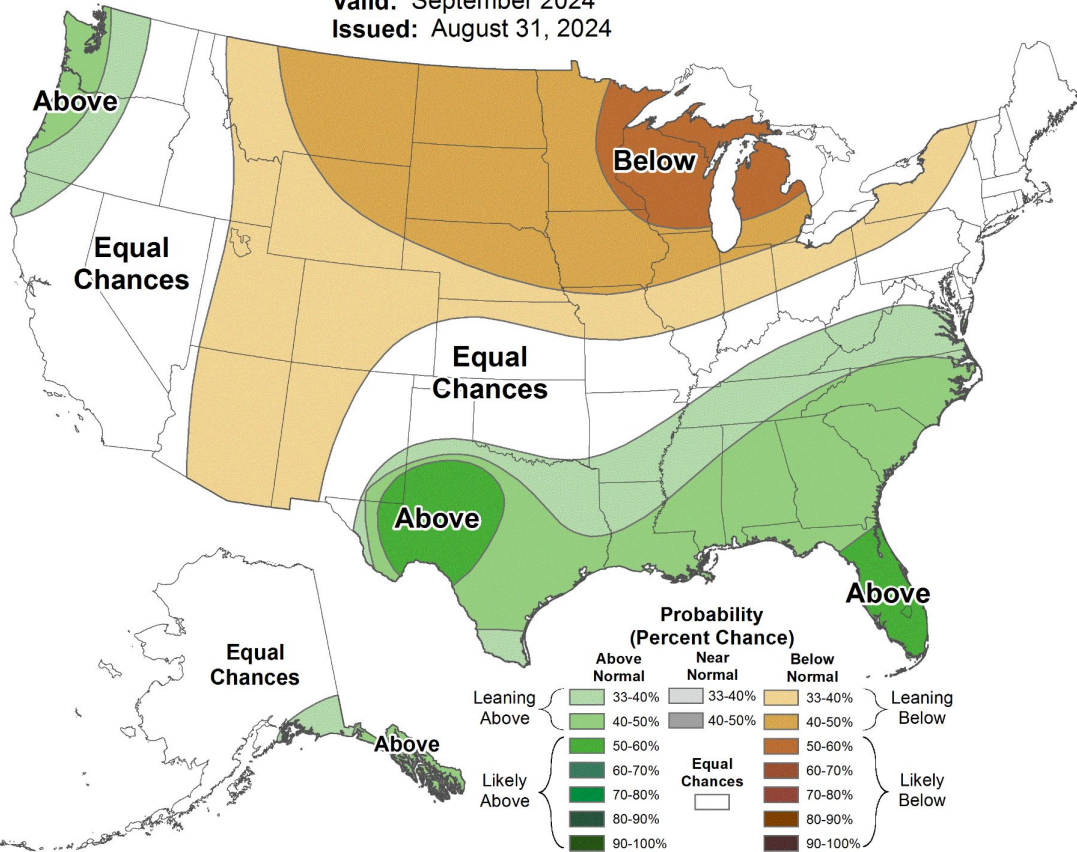 Valid: September 2024
Issued: August 31, 2024
Above
Below
Equal
Chances
Equal
Chances
Above
Above
Equal
Chances
Above
Probability
(Percent Chance)
Above
Normal
Near
Normal
Below
Normal
Leaning
Above
33-40%
33-40%
33-40%
Leaning
Below
40-50%
40-50%
40-50%
Likely
Above
50-60%
60-70%
70-80%
80-90%
90-100%
Equal
Chances
50-60%
60-70%
70-80%
80-90%
90-100%
Likely
Below